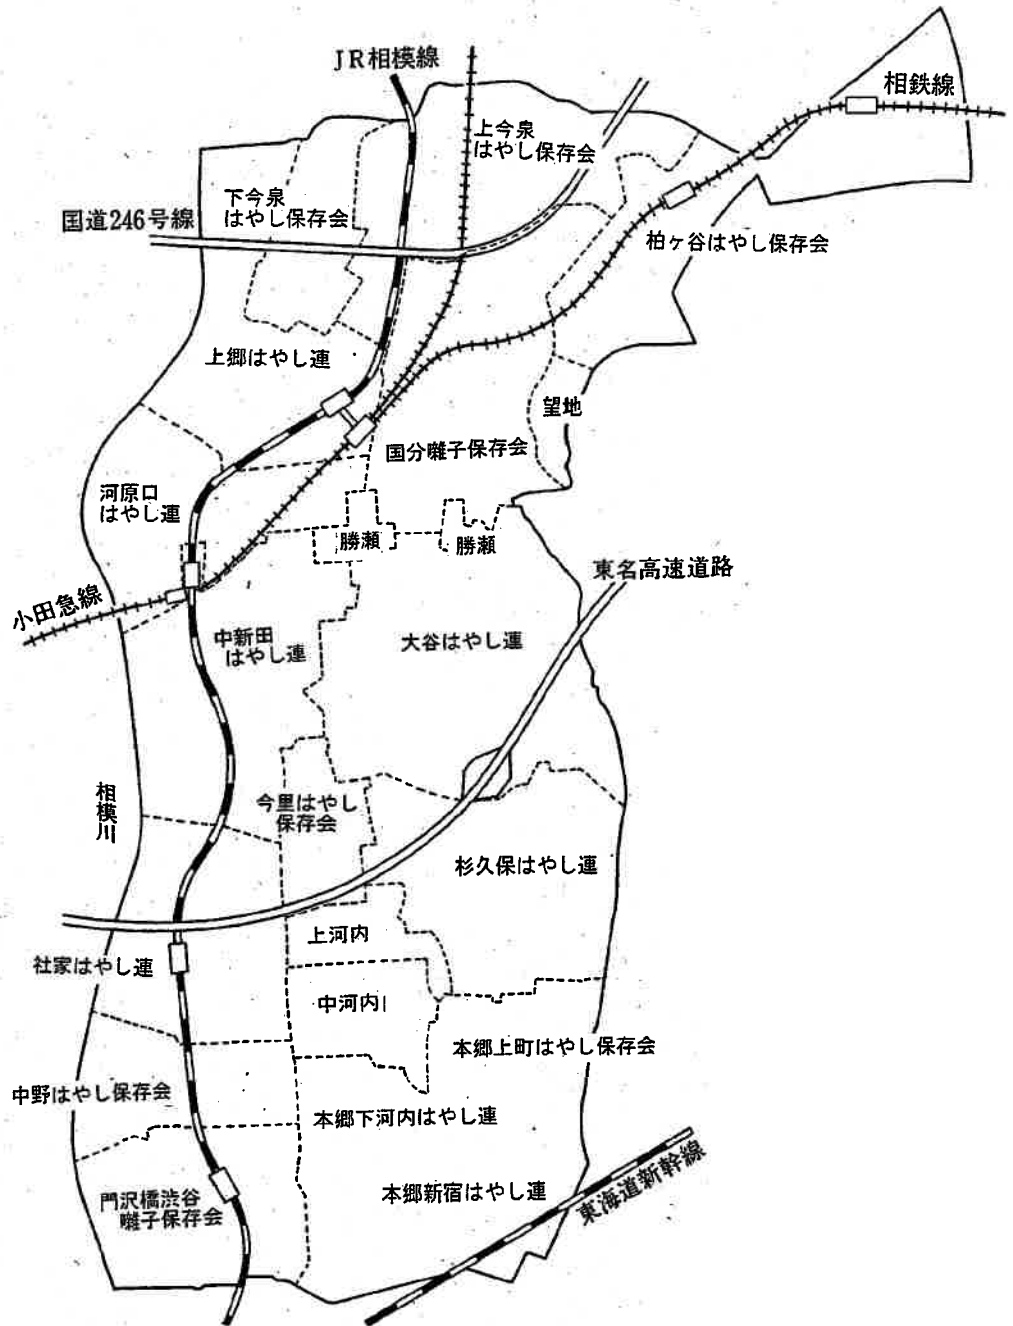 JR相模線
相鉄線
上今泉
はやし保存会
下今泉
はやし保存会
国道246号線
柏ヶ谷はやし保存会
上郷はやし連
望地
国分囃子保存会
河原口
はやし連
勝瀬
勝瀬
東名高速道路
小田急線
中新田
はやし連
大谷はやし連
相模川
今里はやし
保存会
杉久保はやし連
上河内
社家はやし連
中河内
本郷上町はやし保存会
中野はやし保存会
本郷下河内はやし連
門沢橋渋谷
囃子保存会
本郷新宿はやし連
東海道新幹線